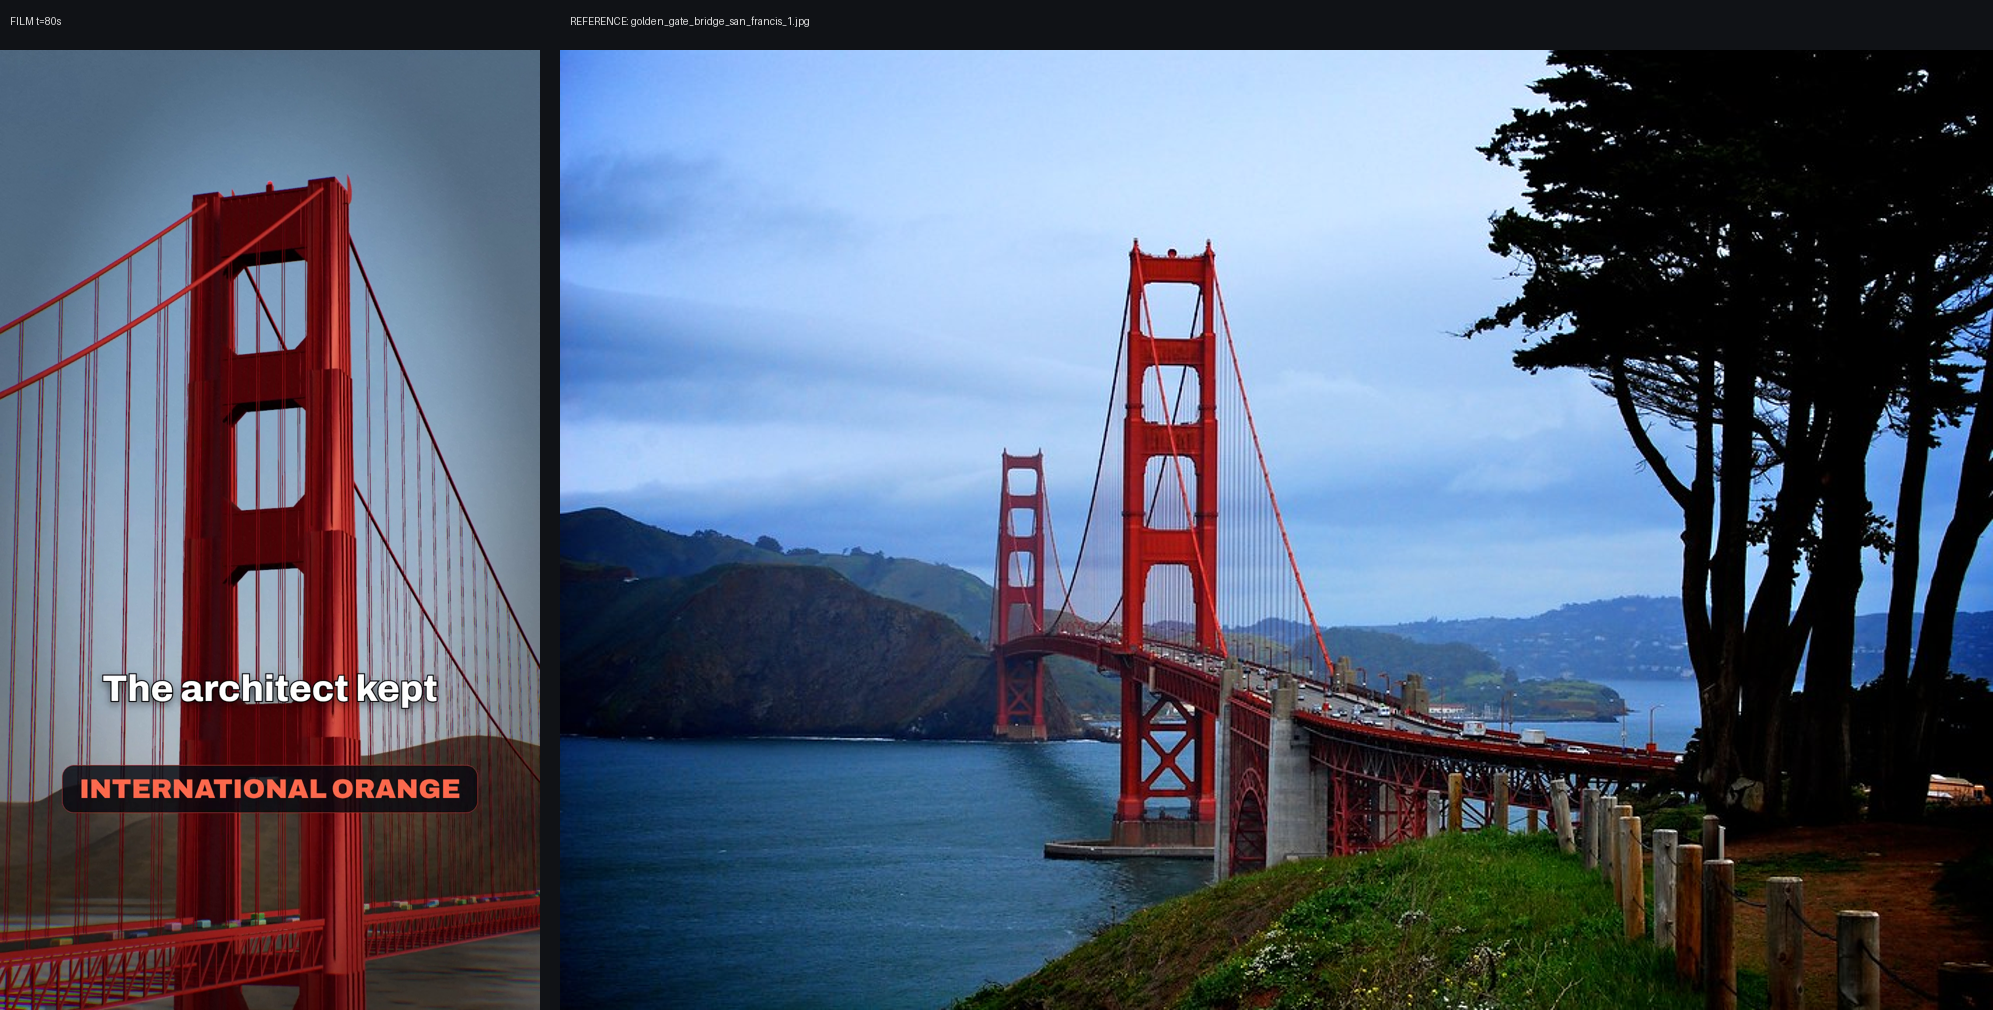 FILM t=80s
REFERENCE: golden_gate_bridge_san_francis_1.jpg
The architect kept
INTERNATIONAL ORANGE